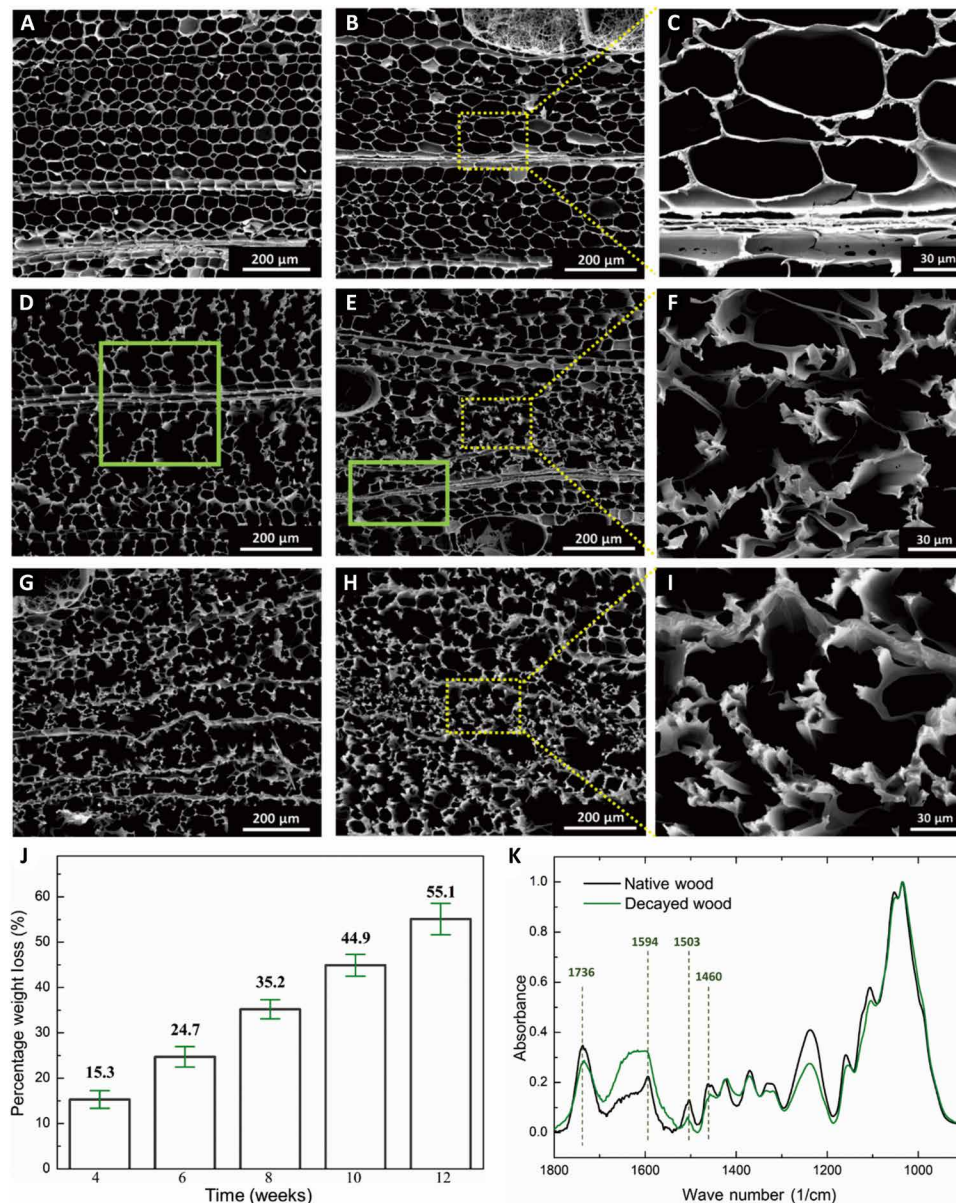 A
200 μm
B
200 μm
C
30 μm
D
200 μm
E
200 μm
F
30 μm
G
200 μm
H
200 μm
I
30 μm
J
Percentage weight loss (%)
60
50
40
30
20
10
0
15.3
24.7
35.2
44.9
55.1
4
6
8
10
12
Time (weeks)
K
Absorbance
1.0
0.8
0.6
0.4
0.2
0.0
Native wood
Decayed wood
1736
1594
1503
1460
1800
1600
1400
1200
1000
Wave number (1/cm)